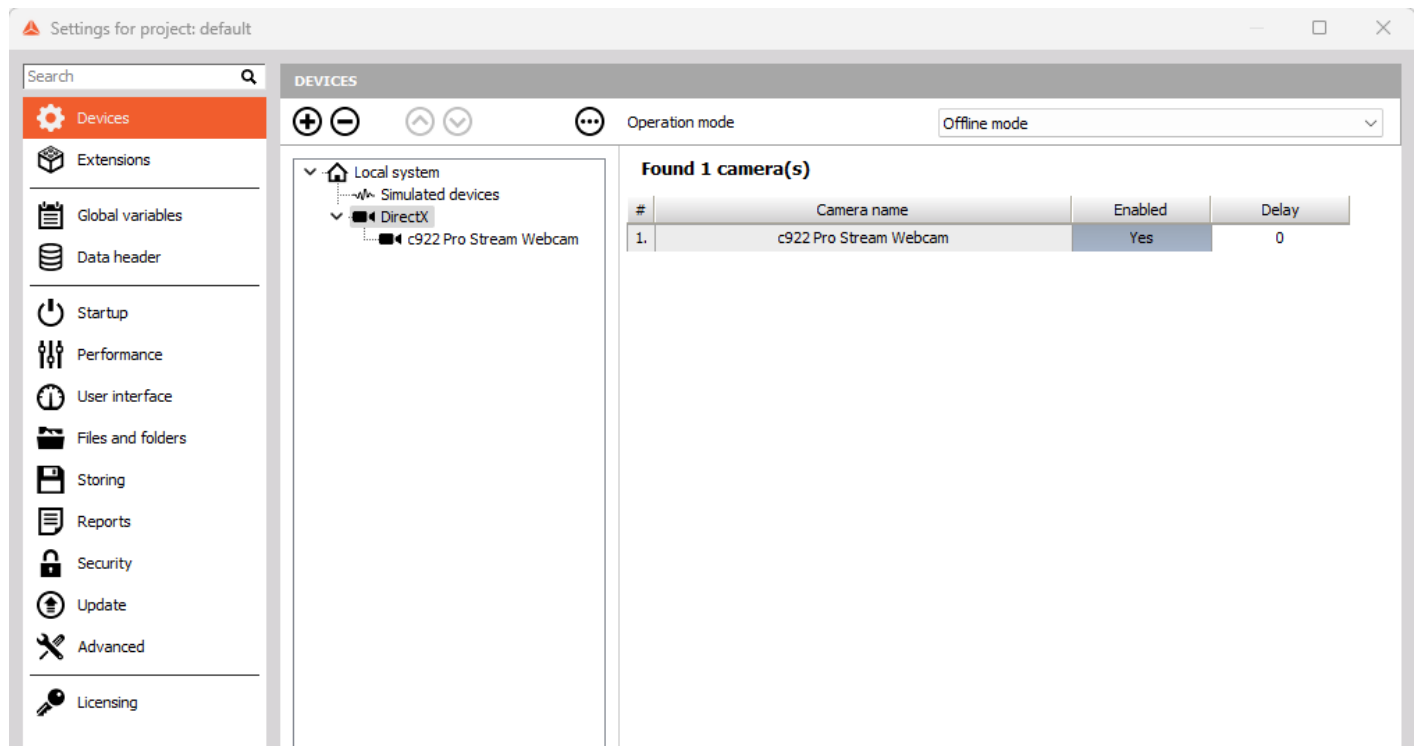 Settings for project: default
Search
Devices
Extensions
Global variables
Data header
Startup
Performance
User interface
Files and folders
Storing
Reports
Security
Update
Advanced
Licensing
DEVICES
Operation mode Offline mode
Local system
Simulated devices
DirectX
c922 Pro Stream Webcam
Found 1 camera(s)
# Camera name Enabled Delay
1. c922 Pro Stream Webcam Yes 0